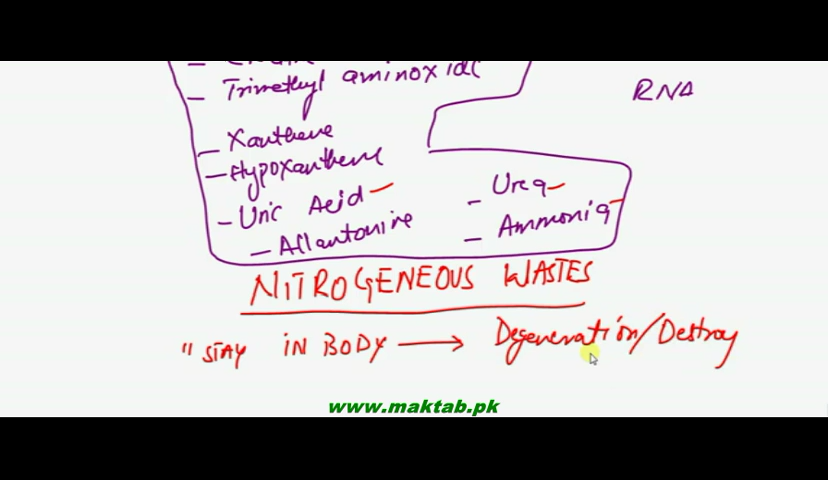 – Trimethyl aminoxide
RNA
– Xanthene
– Hypoxanthene
– Uric Acid –
– Urea –
– Allantonine
– Ammonia –
NITROGENEOUS WASTES
"STAY IN BODY → Degeneration/Destroy
www.maktab.pk